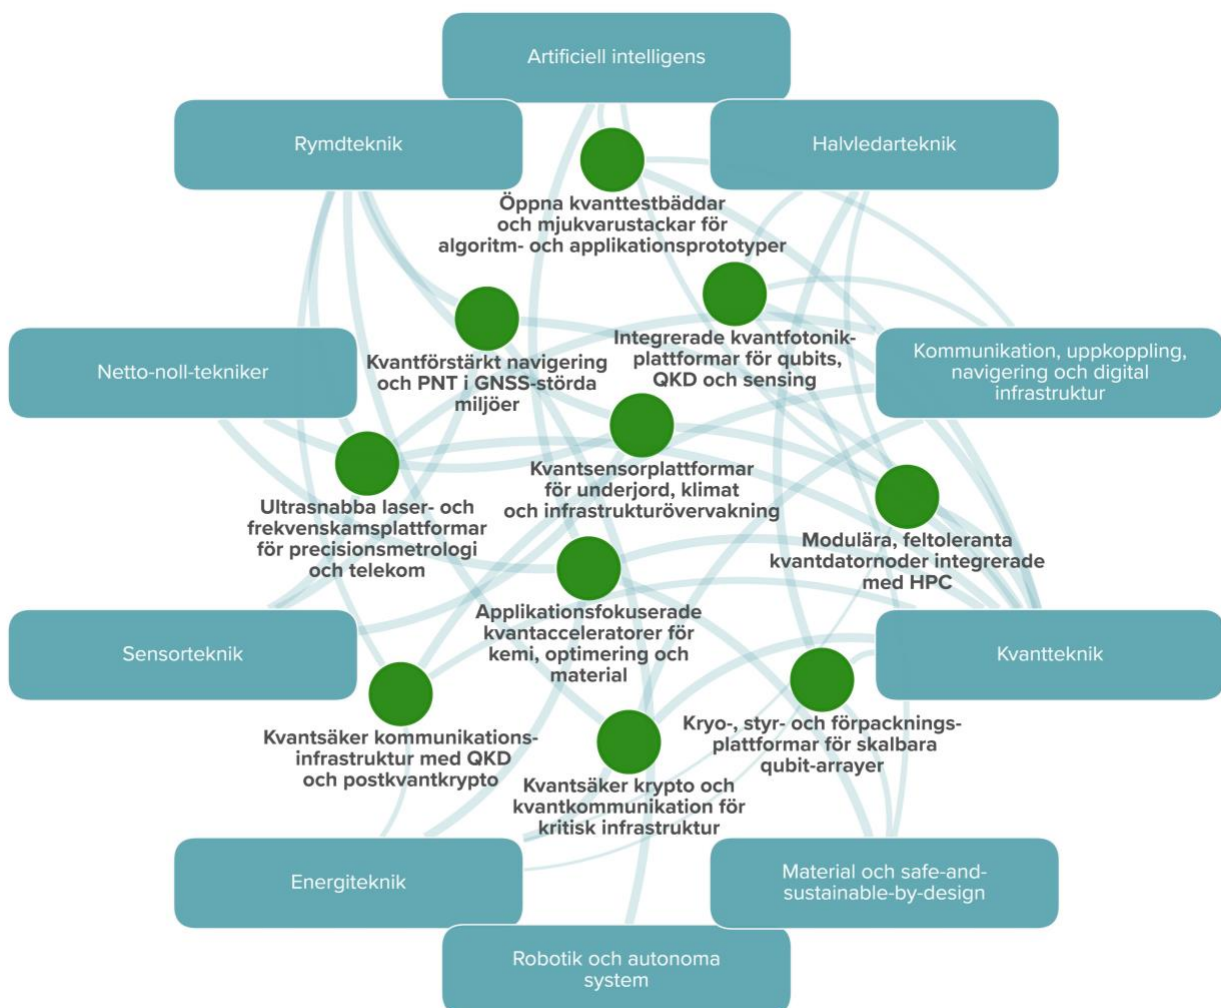 Artificiell intelligens
Rymdteknik
Halvledarteknik
Öppna kvanttestbäddar
och mjukvarustackar för
algoritm- och applikationsprototyper
Kvantförstärkt navigering
och PNT i GNSS-störda
miljöer
Integrerade kvantfotonik-
plattformar för qubits,
QKD och sensing
Netto-noll-tekniker
Kommunikation, uppkoppling,
navigering och digital
infrastruktur
Kvantsensorplattformar
för underjord, klimat
och infrastrukturövervakning
Ultrasnabba laser- och
frekvenskamsplattformar
för precisionsmetrologi
och telekom
Modulära, feltoleranta
kvantdatornoder integrerade
med HPC
Applikationsfokuserade
kvantacceleratorer för
kemi, optimering och
material
Sensorteknik
Kvantteknik
Kvantsäker kommunikations-
infrastruktur med QKD
och postkvantkrypto
Kvantsäker krypto och
kvantkommunikation för
kritisk infrastruktur
Kryo-, styr- och förpacknings-
plattformar för skalbara
qubit-arrayer
Energiteknik
Material och safe-and-
sustainable-by-design
Robotik och autonoma
system